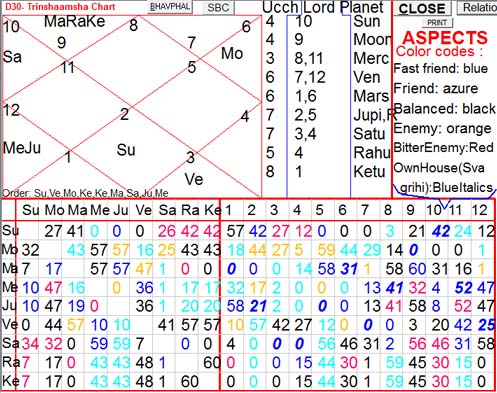 D30- Trinshaamsha Chart
BHAVPHAL
SBC
Ucch Lord Planet
CLOSE
Relatio
PRINT
4 10 Sun
4 9 Moon
3 8,11 Merc
6 7,12 Ven
6 1,6 Mars
7 2,5 Jupi,R
7 3,4 Satu
4 5 Rahu
8 1 Ketu
ASPECTS
Color codes :
Fast friend: blue
Friend: azure
Balanced: black
Enemy: orange
BitterEnemy:Red
OwnHouse(Sva
grihi):BlueItalics
10 MaRaKe 8 7 6
9 Mo
Sa 11 5
12 2 4
MeJu 1 Su 3
Ve
Order: Su,Ve,Mo,Ke,Ke,Ma,Sa,Ju,Me
Su Mo Ma Me Ju Ve Sa Ra Ke 1 2 3 4 5 6 7 8 9 10 11 12
Su 27 41 0 0 0 26 42 42 57 42 27 12 0 0 0 3 21 42 24 12
Mo 32 43 57 57 16 25 43 43 18 44 27 5 59 44 29 14 0 0 1
Ma 7 17 57 47 1 0 0 0 0 0 14 58 31 1 58 60 31 16 1
Me 10 47 16 0 36 1 17 17 32 17 2 0 0 7 13 41 32 4 52 47
Ju 10 47 19 0 36 1 20 20 58 21 2 0 0 0 13 41 58 8 52 47
Ve 0 44 57 10 10 41 57 57 10 57 42 27 12 0 0 3 20 42 25
Sa 34 32 0 59 7 0 0 3 0 0 56 46 31 2 56 46 31 58
Ra 7 17 0 43 43 48 1 60 0 0 0 15 44 30 1 59 45 30 0
Ke 7 17 0 43 43 48 1 60 0 0 0 15 44 30 1 59 45 30 0